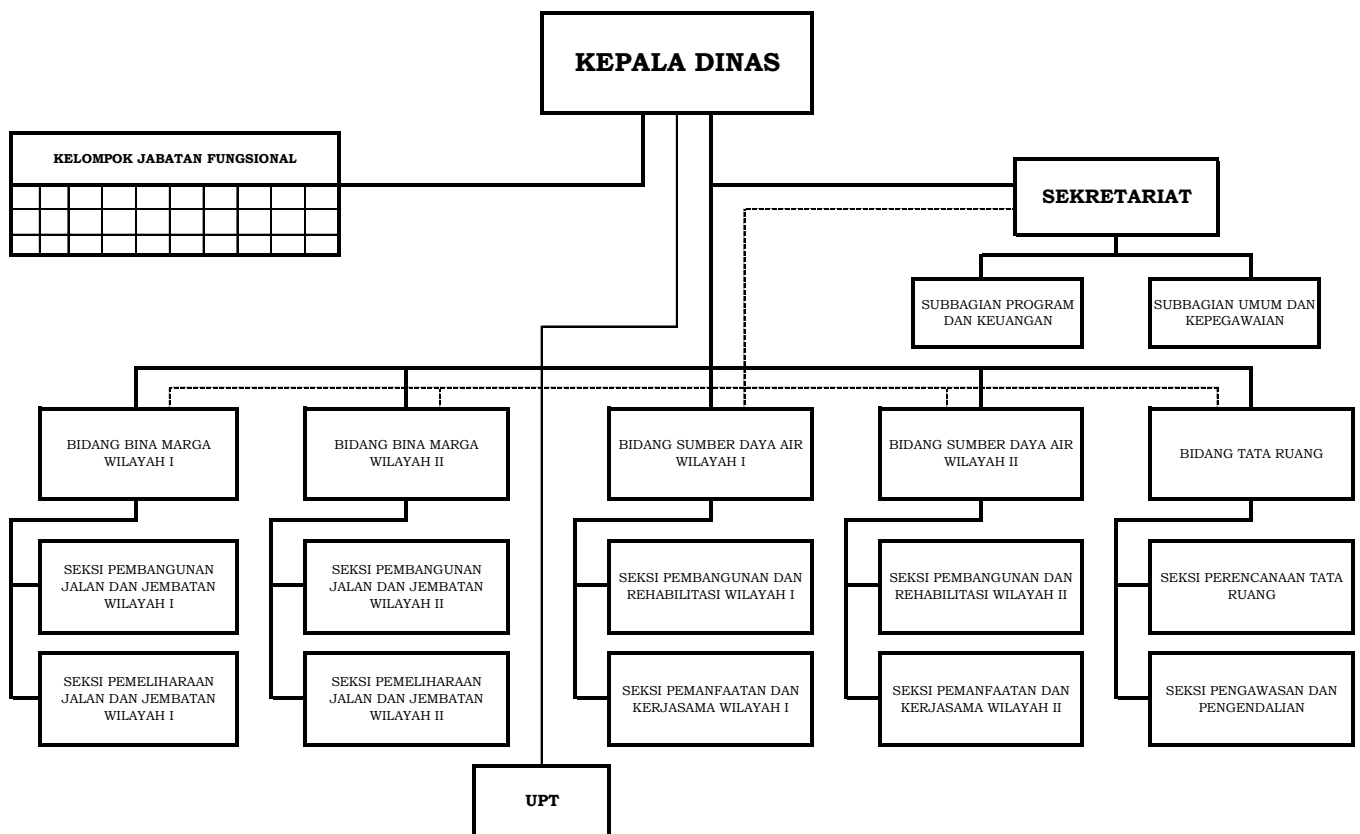 KEPALA DINAS
KELOMPOK JABATAN FUNGSIONAL
SEKRETARIAT
SUBBAGIAN PROGRAM
DAN KEUANGAN
SUBBAGIAN UMUM DAN
KEPEGAWAIAN
BIDANG BINA MARGA
WILAYAH I
BIDANG BINA MARGA
WILAYAH II
BIDANG SUMBER DAYA AIR
WILAYAH I
BIDANG SUMBER DAYA AIR
WILAYAH II
BIDANG TATA RUANG
SEKSI PEMBANGUNAN
JALAN DAN JEMBATAN
WILAYAH I
SEKSI PEMBANGUNAN
JALAN DAN JEMBATAN
WILAYAH II
SEKSI PEMBANGUNAN DAN
REHABILITASI WILAYAH I
SEKSI PEMBANGUNAN DAN
REHABILITASI WILAYAH II
SEKSI PERENCANAAN TATA
RUANG
SEKSI PEMELIHARAAN
JALAN DAN JEMBATAN
WILAYAH I
SEKSI PEMELIHARAAN
JALAN DAN JEMBATAN
WILAYAH II
SEKSI PEMANFAATAN DAN
KERJASAMA WILAYAH I
SEKSI PEMANFAATAN DAN
KERJASAMA WILAYAH II
SEKSI PENGAWASAN DAN
PENGENDALIAN
UPT